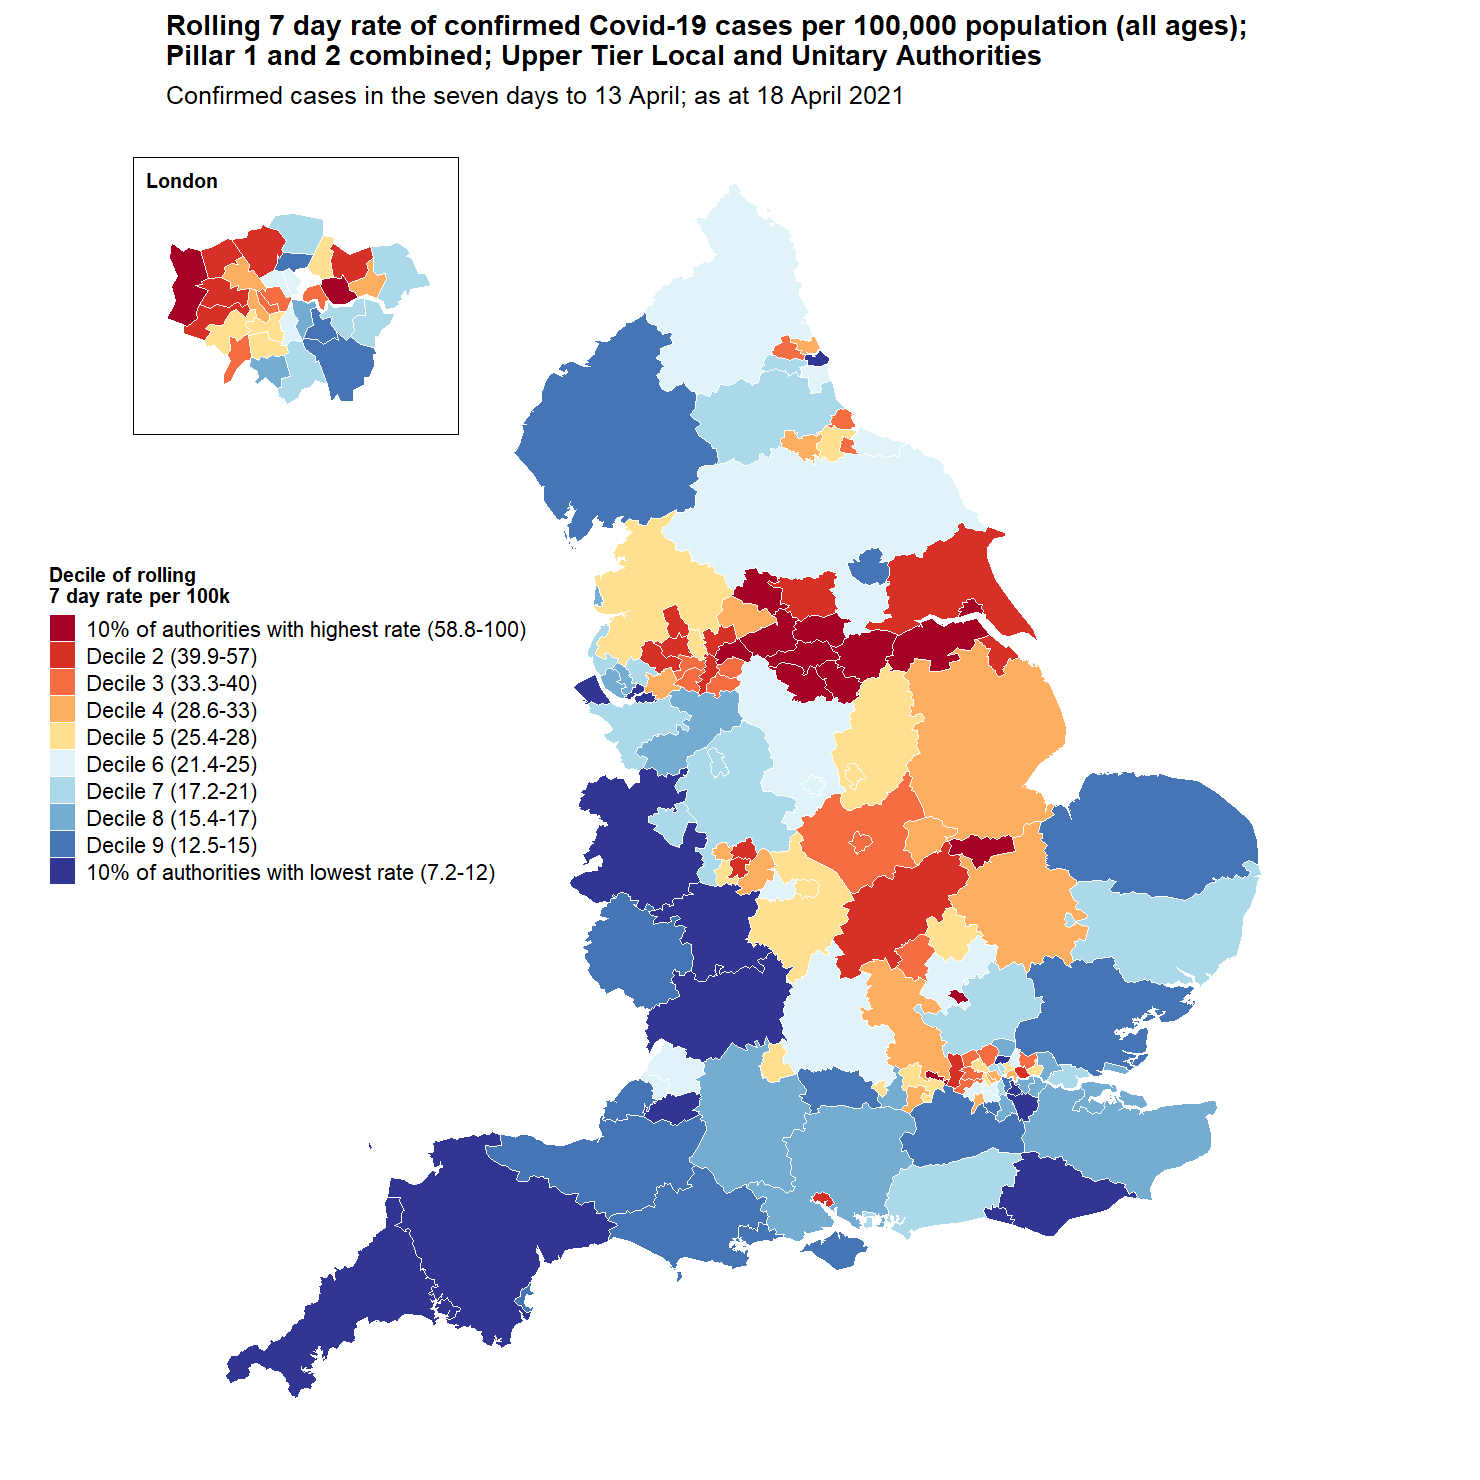 Rolling 7 day rate of confirmed Covid-19 cases per 100,000 population (all ages);
Pillar 1 and 2 combined; Upper Tier Local and Unitary Authorities
Confirmed cases in the seven days to 13 April; as at 18 April 2021
London
Decile of rolling
7 day rate per 100k
10% of authorities with highest rate (58.8-100)
Decile 2 (39.9-57)
Decile 3 (33.3-40)
Decile 4 (28.6-33)
Decile 5 (25.4-28)
Decile 6 (21.4-25)
Decile 7 (17.2-21)
Decile 8 (15.4-17)
Decile 9 (12.5-15)
10% of authorities with lowest rate (7.2-12)